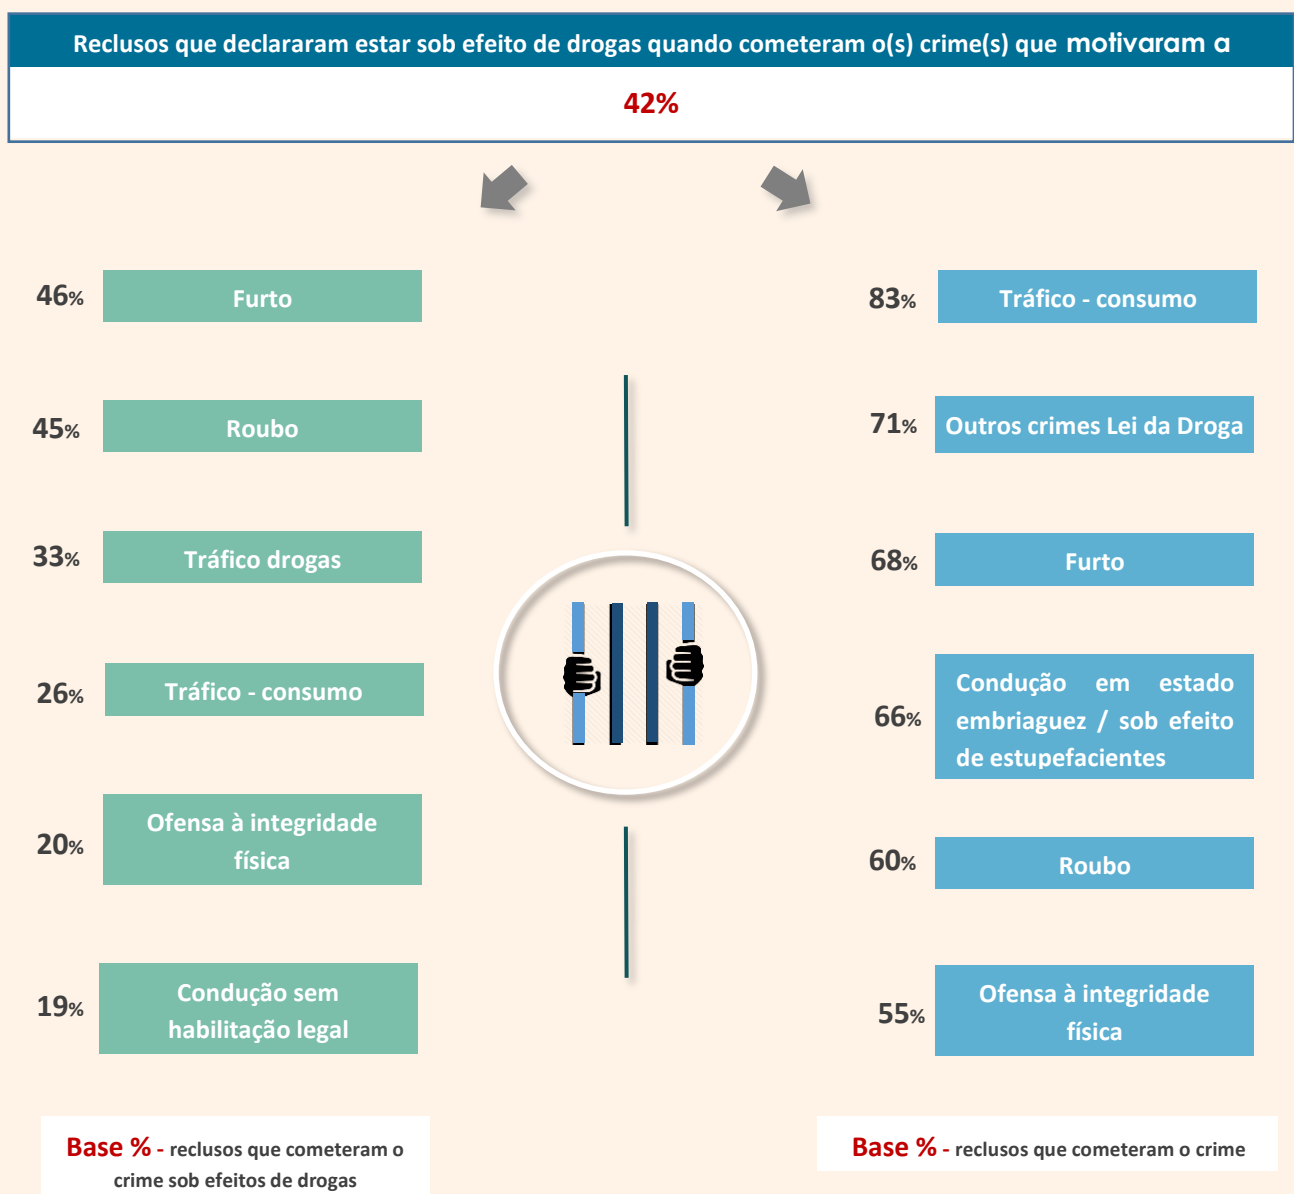 Reclusos que declararam estar sob efeito de drogas quando cometeram o(s) crime(s) que motivaram a
42%
46%
Furto
45%
Roubo
33%
Tráfico drogas
26%
Tráfico - consumo
20%
Ofensa à integridade
física
19%
Condução sem
habilitação legal
Base % - reclusos que cometeram o
crime sob efeitos de drogas
83%
Tráfico - consumo
71%
Outros crimes Lei da Droga
68%
Furto
66%
Condução em estado
embriaguez / sob efeito
de estupefacientes
60%
Roubo
55%
Ofensa à integridade
física
Base % - reclusos que cometeram o crime